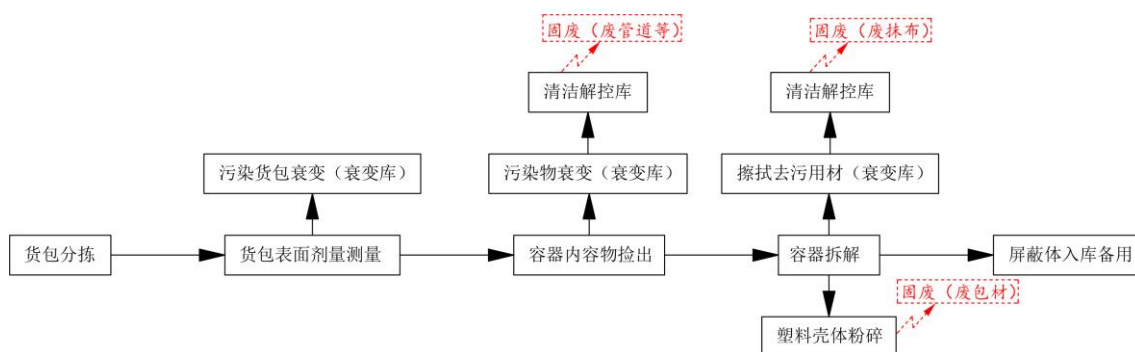 固废（废管道等）
固废（废抹布）
清洁解控库
清洁解控库
污染货包衰变（衰变库）
污染物衰变（衰变库）
擦拭去污用材（衰变库）
货包分拣
货包表面剂量测量
容器内容物捡出
容器拆解
屏蔽体入库备用
固废（废包材）
塑料壳体粉碎